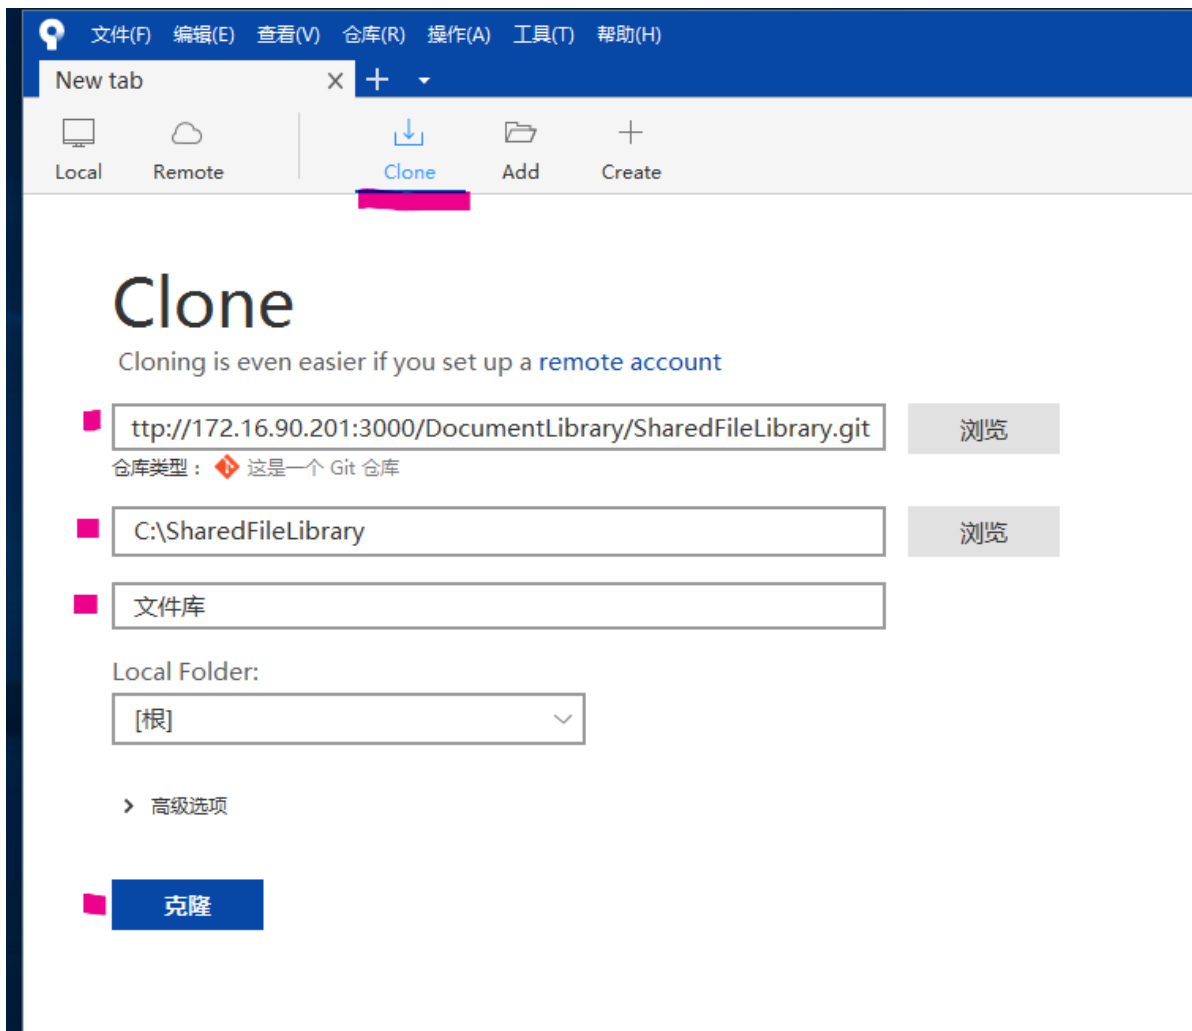 文件(F) 编辑(E) 查看(V) 仓库(R) 操作(A) 工具(T) 帮助(H)
New tab
Local Remote Clone Add Create
Clone
Cloning is even easier if you set up a remote account
ttp://172.16.90.201:3000/DocumentLibrary/SharedFileLibrary.git 浏览
仓库类型： 这是一个 Git 仓库
C:\SharedFileLibrary 浏览
文件库
Local Folder:
[根]
高级选项
克隆